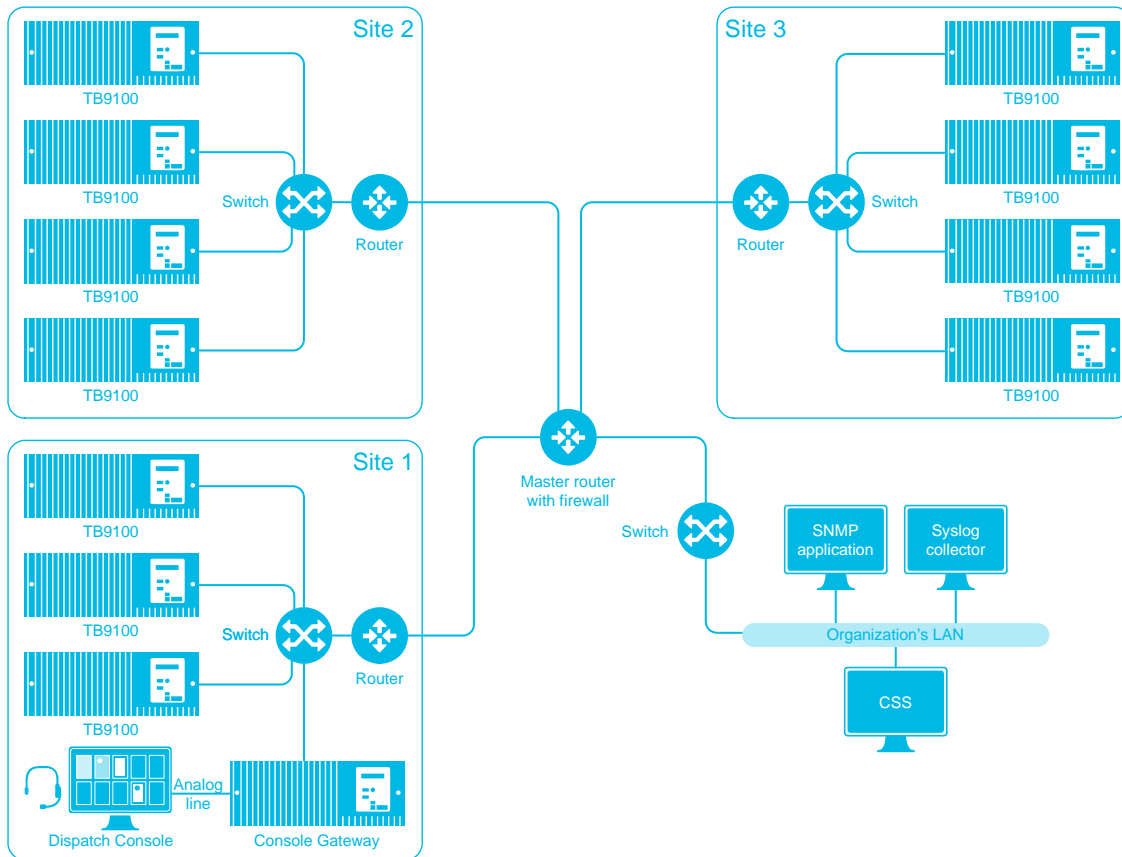 Site 2
TB9100
TB9100
TB9100
TB9100
Switch
Router
Site 3
TB9100
TB9100
TB9100
TB9100
Router
Switch
Site 1
TB9100
TB9100
TB9100
Switch
Router
Analog
line
Dispatch Console
Console Gateway
Master router
with firewall
Switch
SNMP
application
Syslog
collector
Organization's LAN
CSS